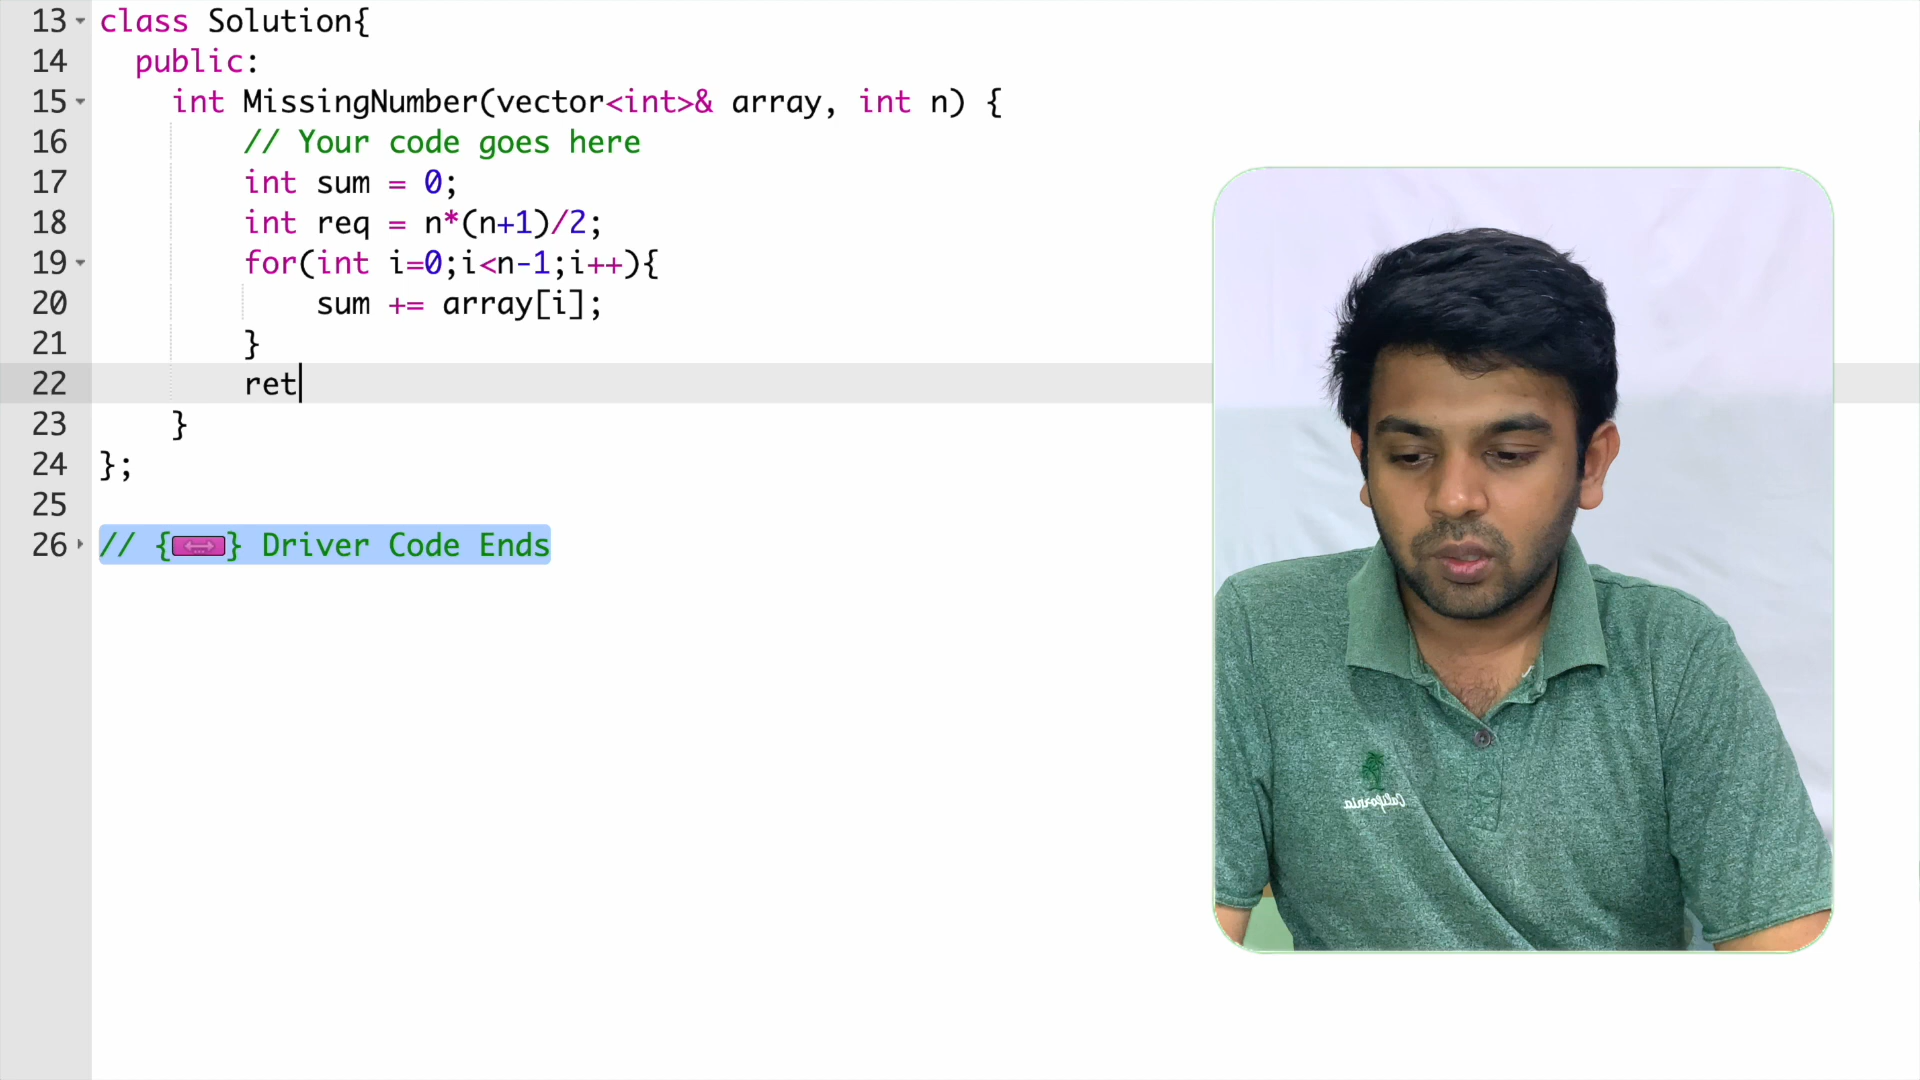 13 class Solution{
14 public:
15 int MissingNumber(vector<int>& array, int n) {
16 // Your code goes here
17 int sum = 0;
18 int req = n*(n+1)/2;
19 for(int i=0;i<n-1;i++){
20 sum += array[i];
21 }
22 ret
23 }
24 };
25
26 // {...} Driver Code Ends
California